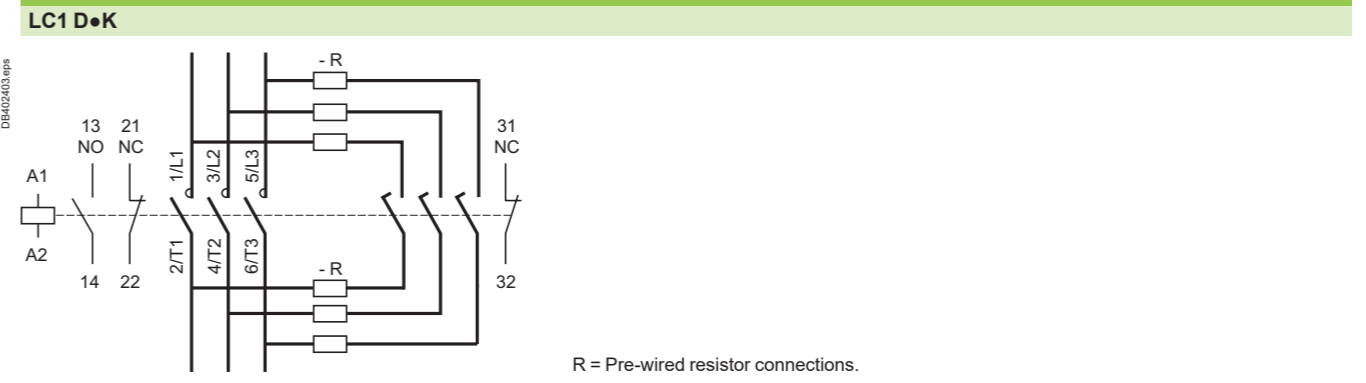 LC1 D●K
DB402403.eps
- R
13 21 31
NO NC NC
A1
1/L1 3/L2 5/L3
A2
2/T1 4/T2 6/T3
- R
14 22 32
R = Pre-wired resistor connections.